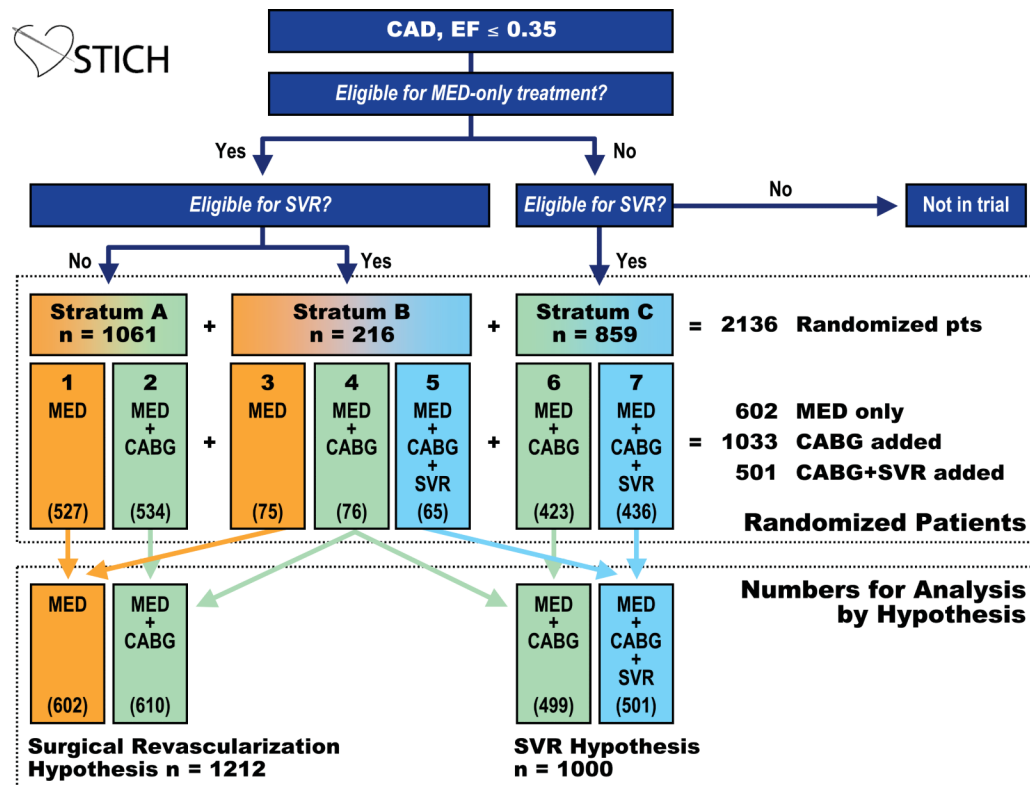 STICH
CAD, EF ≤ 0.35
Eligible for MED-only treatment?
Yes
No
Eligible for SVR?
Eligible for SVR?
No
Not in trial
No
Yes
Yes
Stratum A
n = 1061
+
Stratum B
n = 216
+
Stratum C
n = 859
= 2136 Randomized pts
1
MED
(527)
2
MED
+
CABG
(534)
+
3
MED
(75)
4
MED
+
CABG
(76)
5
MED
+
CABG
+
SVR
(65)
+
6
MED
+
CABG
(423)
7
MED
+
CABG
+
SVR
(436)
602 MED only
= 1033 CABG added
501 CABG+SVR added
Randomized Patients
Numbers for Analysis
by Hypothesis
MED
(602)
MED
+
CABG
(610)
MED
+
CABG
(499)
MED
+
CABG
+
SVR
(501)
Surgical Revascularization
Hypothesis n = 1212
SVR Hypothesis
n = 1000